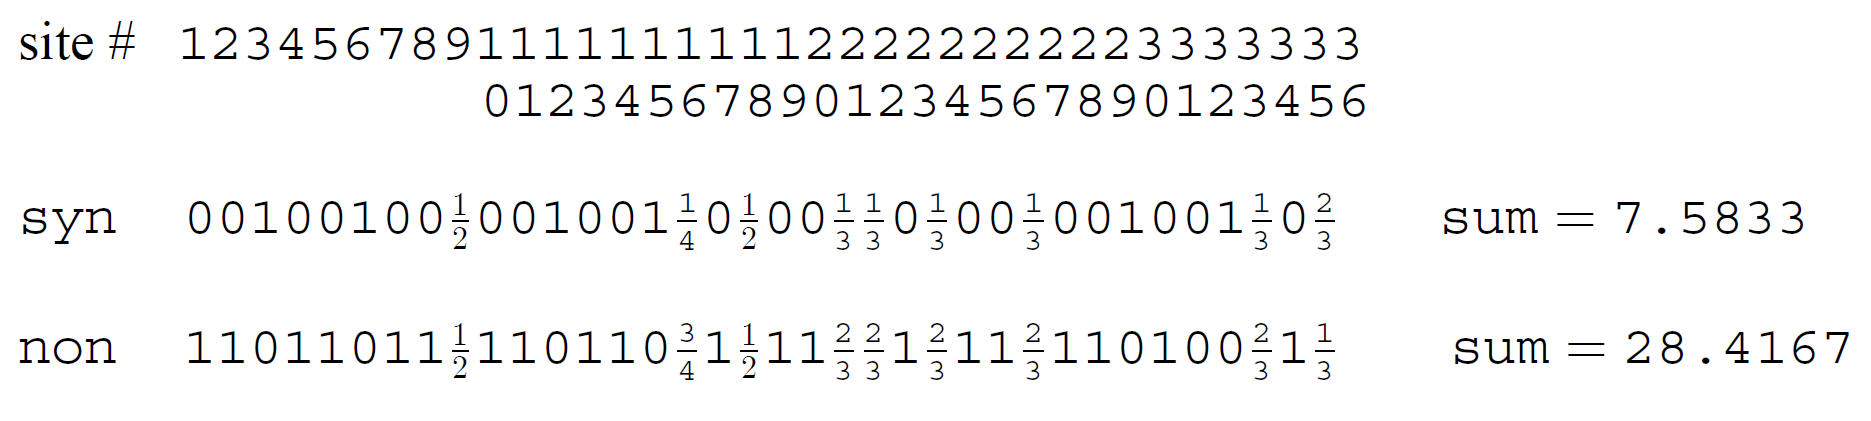 site # 123456789111111111122222222223333333
012345678901234567890123456
syn 00100100½001001¼0½00⅓⅓0⅓00⅓001001⅓0⅔ sum = 7.5833
non 11011011½110110¾1½11⅔⅔1⅔11⅔110100⅔1⅓ sum = 28.4167